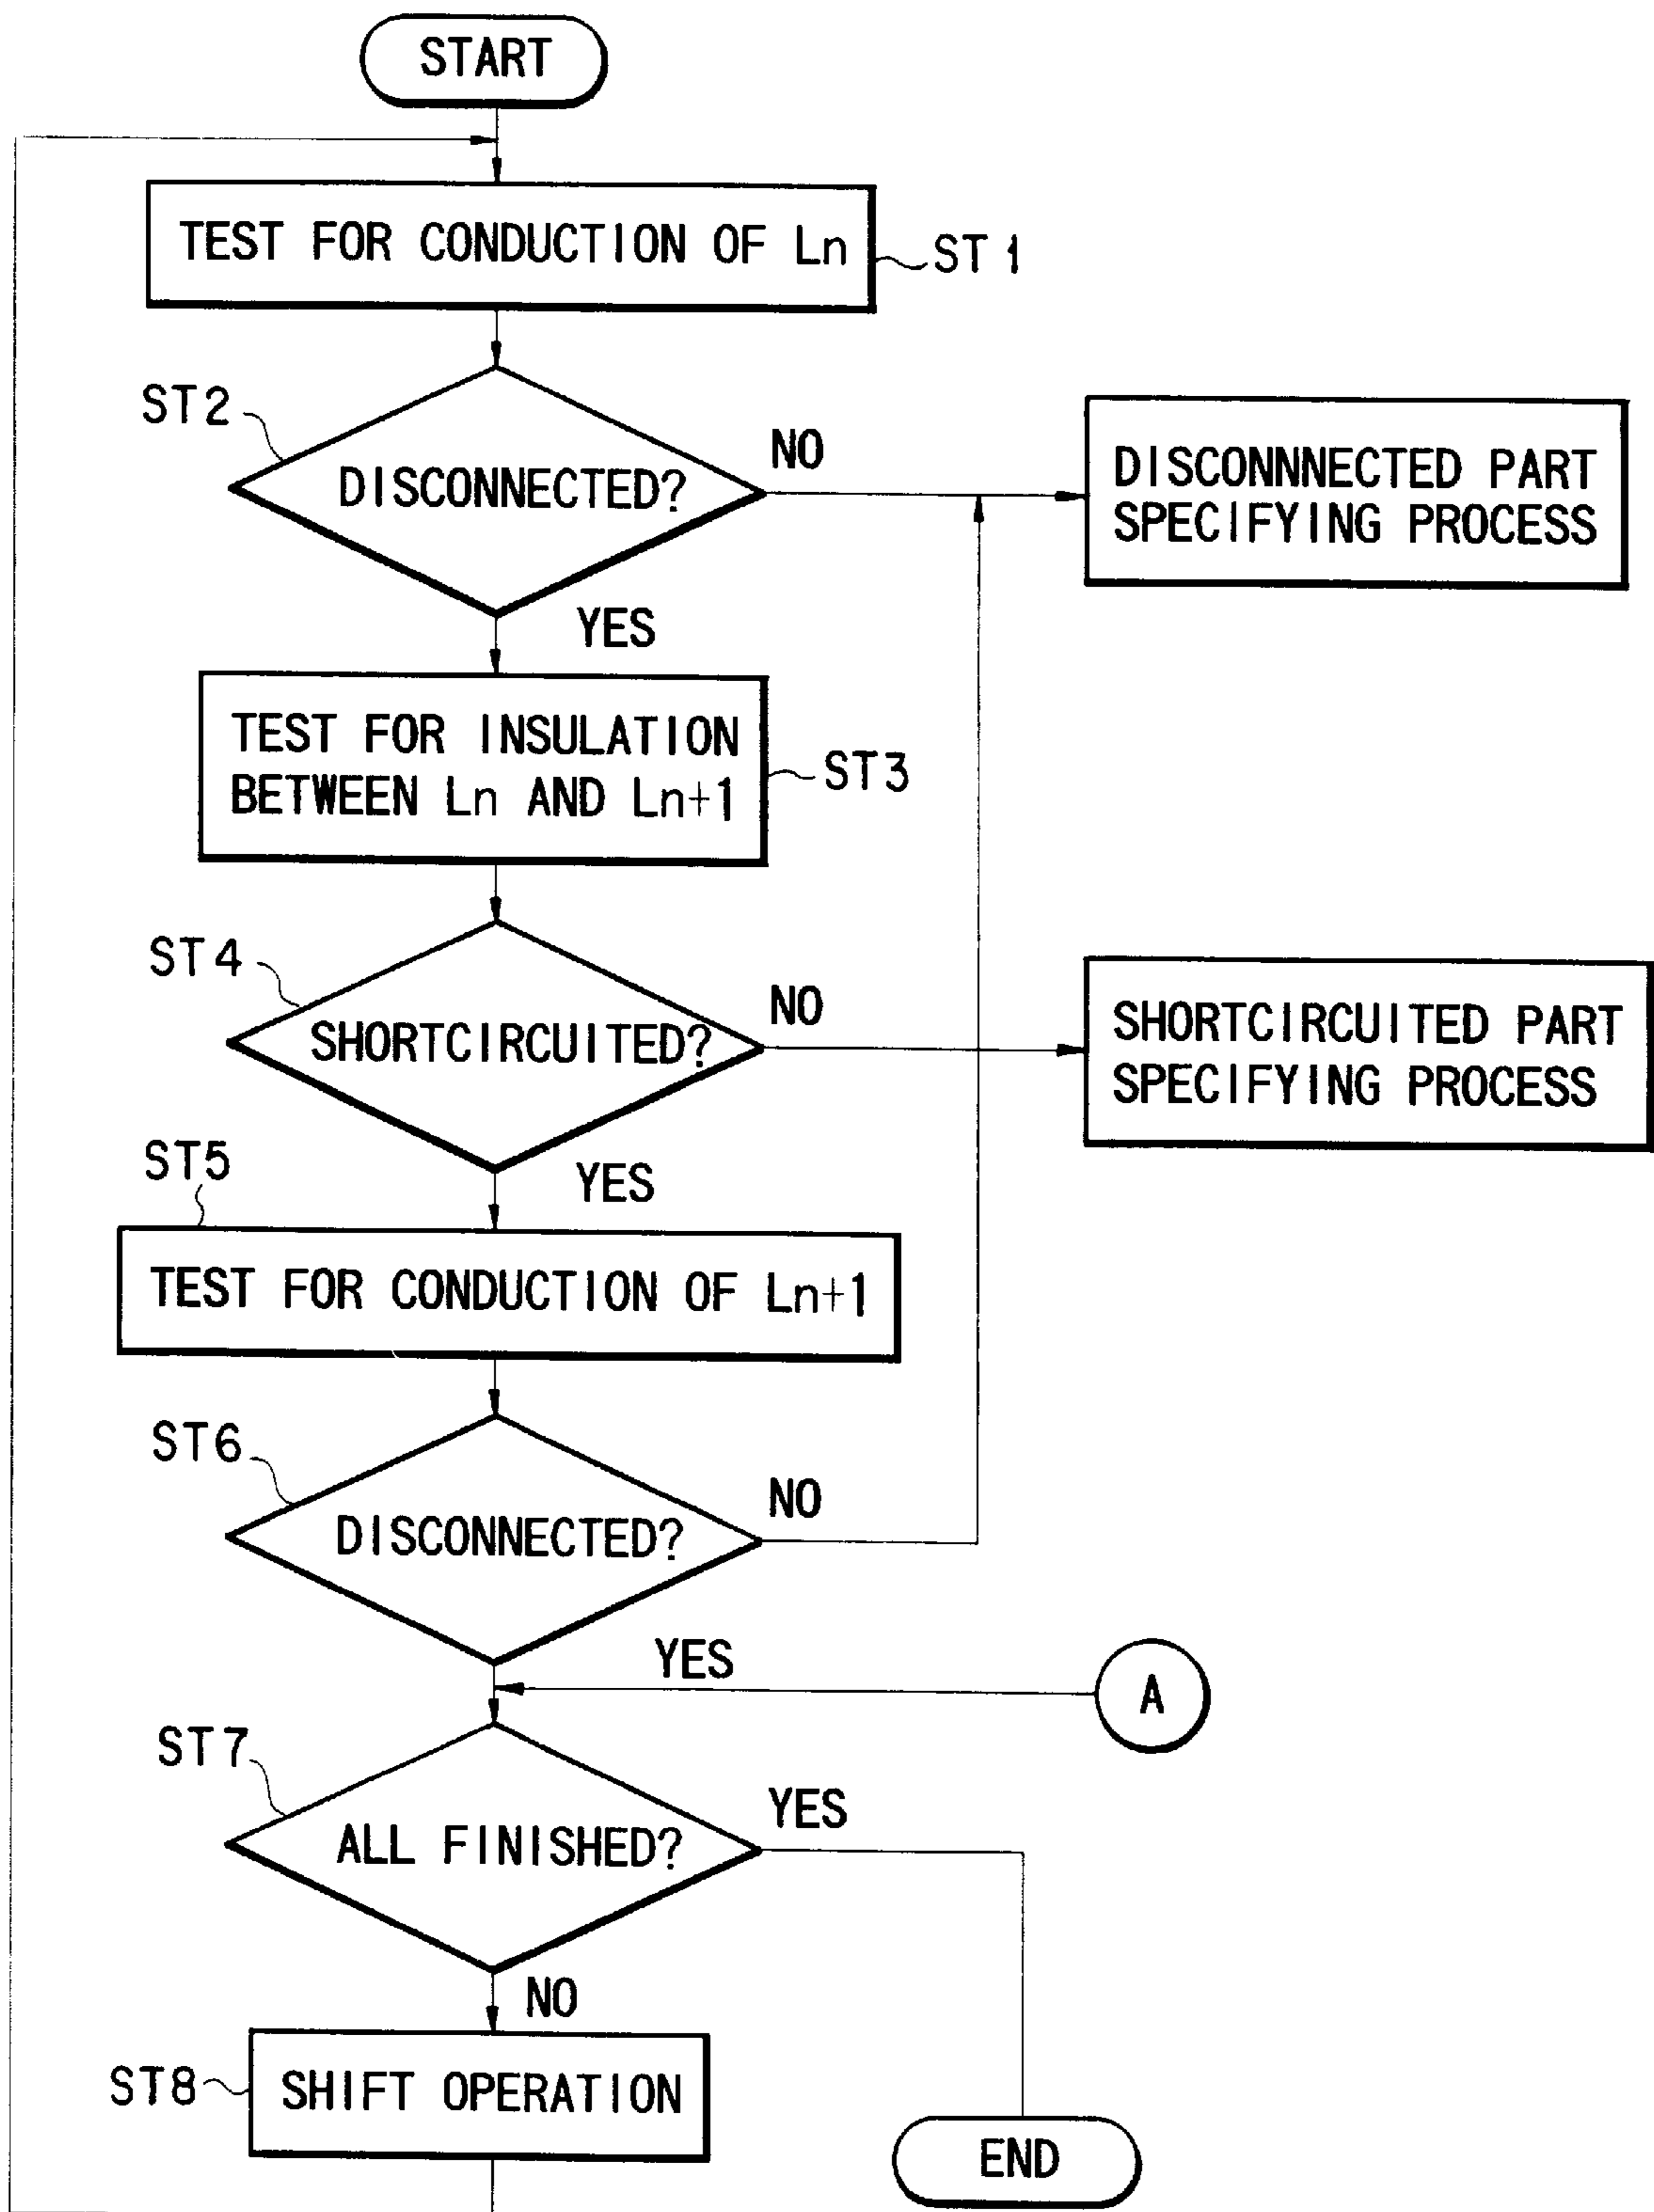 START
TEST FOR CONDUCTION OF Ln
ST1
ST2
DISCONNECTED?
NO
DISCONNNECTED PART
SPECIFYING PROCESS
YES
TEST FOR INSULATION
BETWEEN Ln AND Ln+1
ST3
ST4
SHORTCIRCUITED?
NO
SHORTCIRCUITED PART
SPECIFYING PROCESS
YES
ST5
TEST FOR CONDUCTION OF Ln+1
ST6
DISCONNECTED?
NO
YES
A
ST7
ALL FINISHED?
YES
NO
ST8
SHIFT OPERATION
END